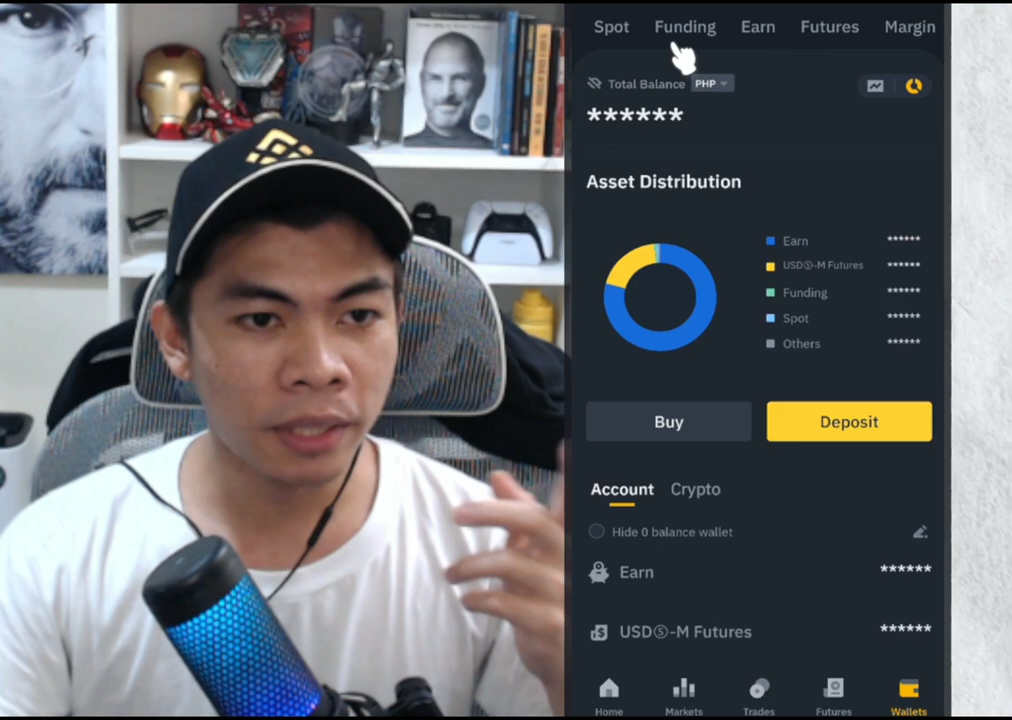 Spot Funding Earn Futures Margin
Total Balance PHP
******
Asset Distribution
Earn ******
USDⓈ-M Futures ******
Funding ******
Spot ******
Others ******
Buy Deposit
Account Crypto
Hide 0 balance wallet
Earn ******
USDⓈ-M Futures ******
Home Markets Trades Futures Wallets